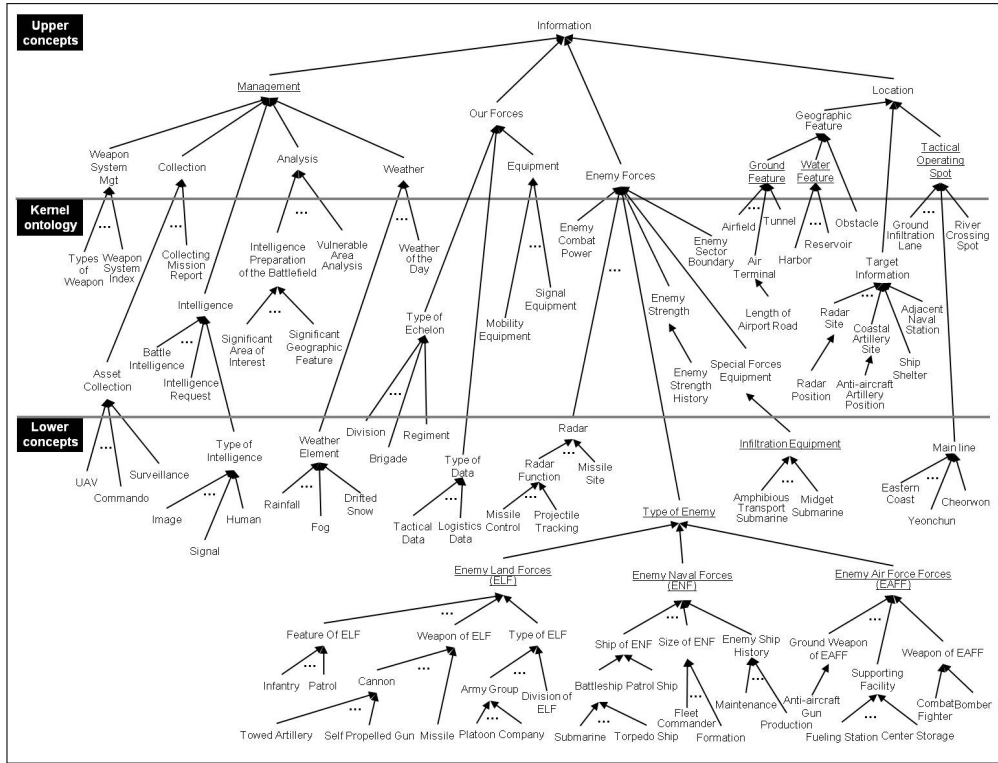 Upper
concepts
Information
Management
Location
Our Forces
Geographic
Feature
Weapon
System
Mgt
Collection
Analysis
Weather
Equipment
Enemy Forces
Ground
Feature
Water
Feature
Tactical
Operating
Spot
Kernel
ontology
...
...
...
...
...
...
...
Types of
Weapon
Weapon
System
Index
Collecting
Mission
Report
Intelligence
Preparation
of the Battlefield
Vulnerable
Area
Analysis
Weather
of the
Day
Enemy
Combat
Power
...
Enemy
Sector
Boundary
Airfield
Tunnel
Air
Terminal
Harbor
Reservoir
Obstacle
Ground
Infiltration
Lane
River
Crossing
Spot
Target
Information
Intelligence
...
Significant
Area of
Interest
Significant
Geographic
Feature
Type of
Echelon
Mobility
Equipment
Signal
Equipment
Enemy
Strength
Length of
Airport Road
Radar
Site
...
Coastal
Artillery
Site
Adjacent
Naval
Station
Ship
Shelter
Asset
Collection
Battle
Intelligence
...
Intelligence
Request
Enemy
Strength
History
Special Forces
Equipment
Radar
Position
Anti-aircraft
Artillery
Position
Lower
concepts
...
UAV
Commando
Surveillance
Type of
Intelligence
...
Image
Signal
Human
Weather
Element
...
Rainfall
Fog
Drifted
Snow
Division
...
Brigade
Regiment
Type of
Data
...
Tactical
Data
Logistics
Data
Radar
...
Radar
Function
Missile
Site
...
Missile
Control
Projectile
Tracking
Infiltration Equipment
...
Amphibious
Transport
Submarine
Midget
Submarine
Main line
Eastern
Coast
...
Yeonchun
Cheorwon
Type of Enemy
Enemy Land Forces
(ELF)
Enemy Naval Forces
(ENF)
Enemy Air Force Forces
(EAFF)
...
...
...
Feature Of ELF
Weapon of ELF
Type of ELF
Ship of ENF
Size of ENF
Enemy Ship
History
Ground Weapon
of EAFF
Supporting
Facility
Weapon of EAFF
...
Infantry
Patrol
Cannon
...
Army Group
Division of
ELF
Battleship
Patrol Ship
...
Fleet
Commander
Formation
...
Maintenance
Production
Anti-aircraft
Gun
Combat
Fighter
Bomber
Towed Artillery
Self Propelled Gun
Missile
...
Platoon
Company
...
Submarine
Torpedo Ship
...
Fueling Station
Center Storage